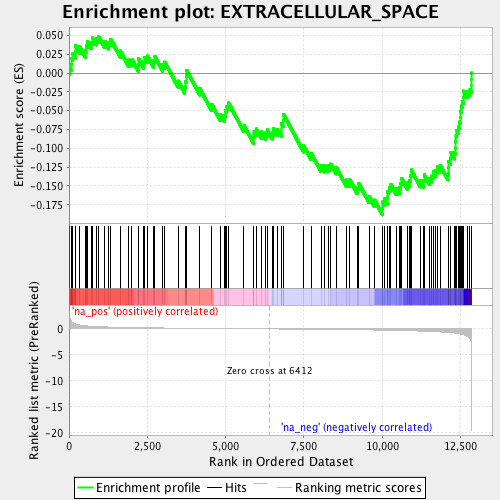 Enrichment plot: EXTRACELLULAR_SPACE
Enrichment score (ES)
0.050
0.025
0.000
-0.025
-0.050
-0.075
-0.100
-0.125
-0.150
-0.175
'na_pos' (positively correlated)
Ranked list metric (PreRanked)
0
-5
-10
-15
-20
Zero cross at 6412
'na_neg' (negatively correlated)
0
2,500
5,000
7,500
10,000
12,500
Rank in Ordered Dataset
Enrichment profile
Hits
Ranking metric scores